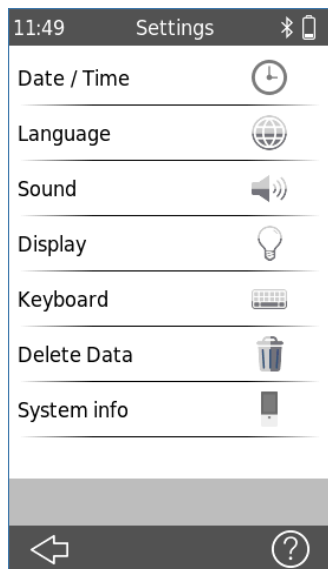 11:49 Settings
Date / Time
Language
Sound
Display
Keyboard
Delete Data
System info
?